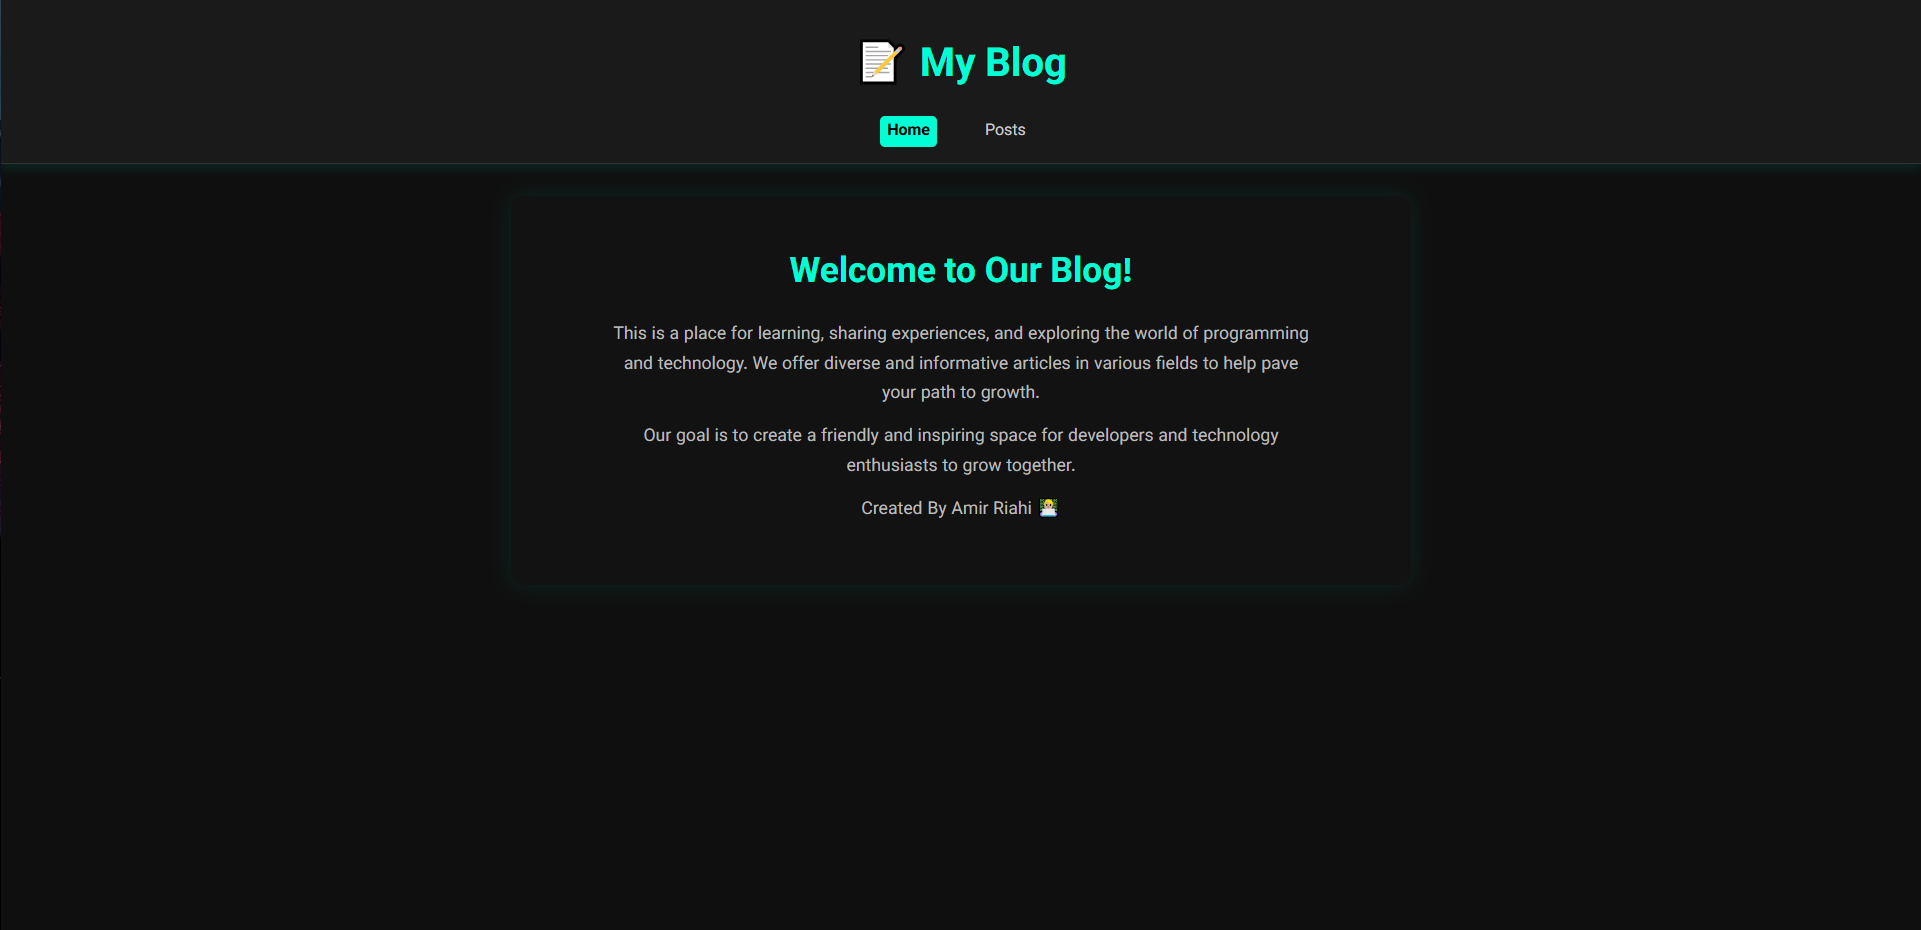 📝 My Blog
Home Posts
Welcome to Our Blog!
This is a place for learning, sharing experiences, and exploring the world of programming
and technology. We offer diverse and informative articles in various fields to help pave
your path to growth.
Our goal is to create a friendly and inspiring space for developers and technology
enthusiasts to grow together.
Created By Amir Riahi 👨‍💻